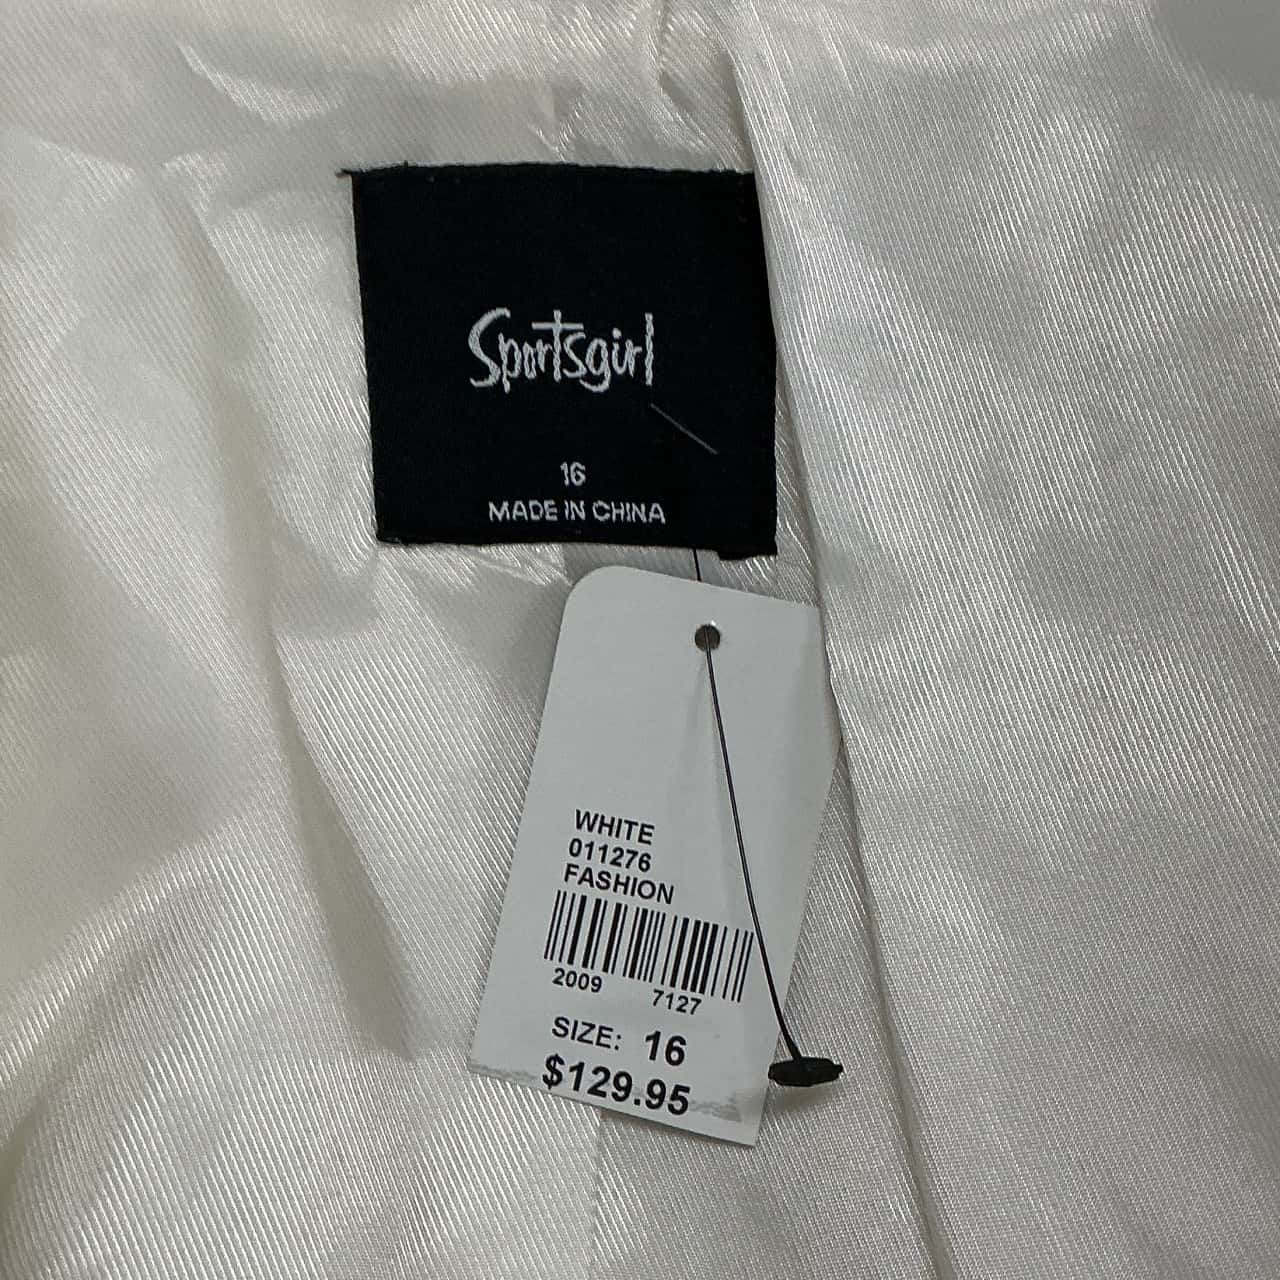 Sportsgirl
16
MADE IN CHINA
WHITE
011276
FASHION
2009 7127
SIZE: 16
$129.95